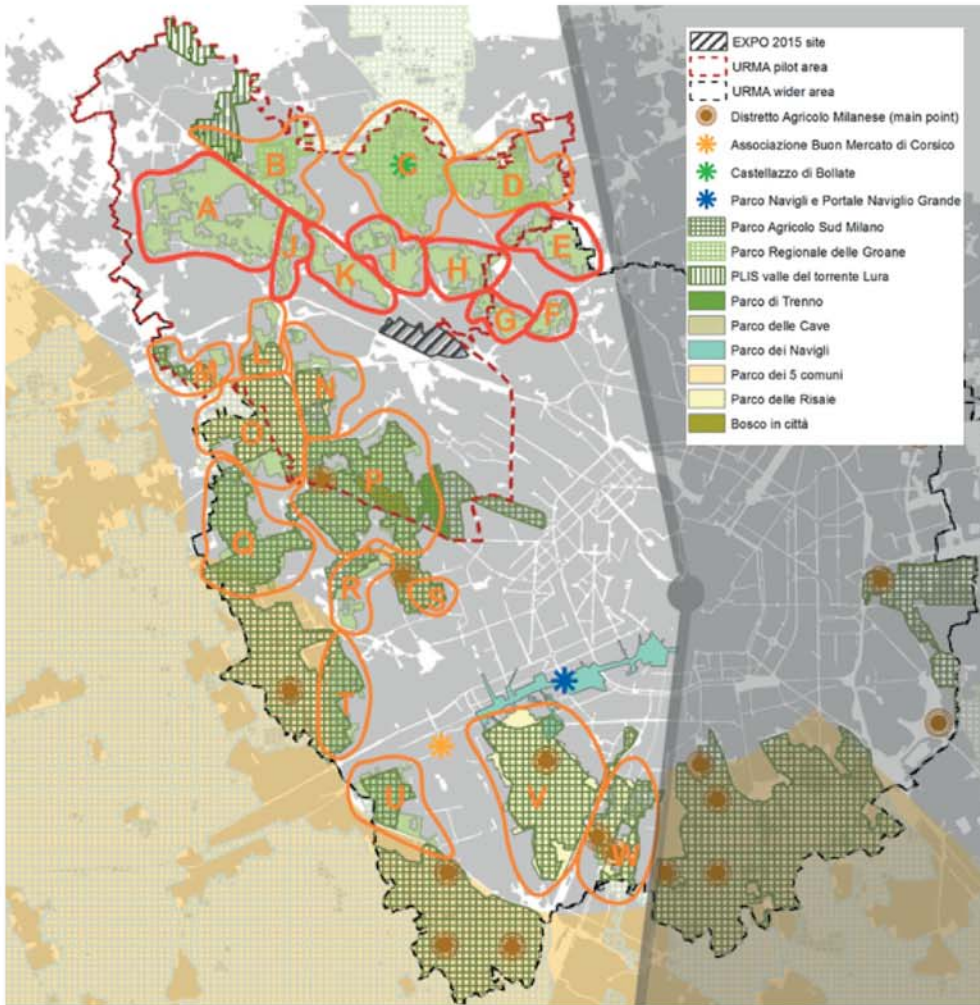 EXPO 2015 site
URMA pilot area
URMA wider area
Distretto Agricolo Milanese (main point)
Associazione Buon Mercato di Corsico
Castellazzo di Bollate
Parco Navigli e Portale Naviglio Grande
Parco Agricolo Sud Milano
Parco Regionale delle Groane
PLIS valle del torrente Lura
Parco di Trenno
Parco delle Cave
Parco dei Navigli
Parco dei 5 comuni
Parco delle Risaie
Bosco in città
B
C
D
A
E
J
K
I
H
G
F
L
N
O
P
Q
R
S
T
U
V
W